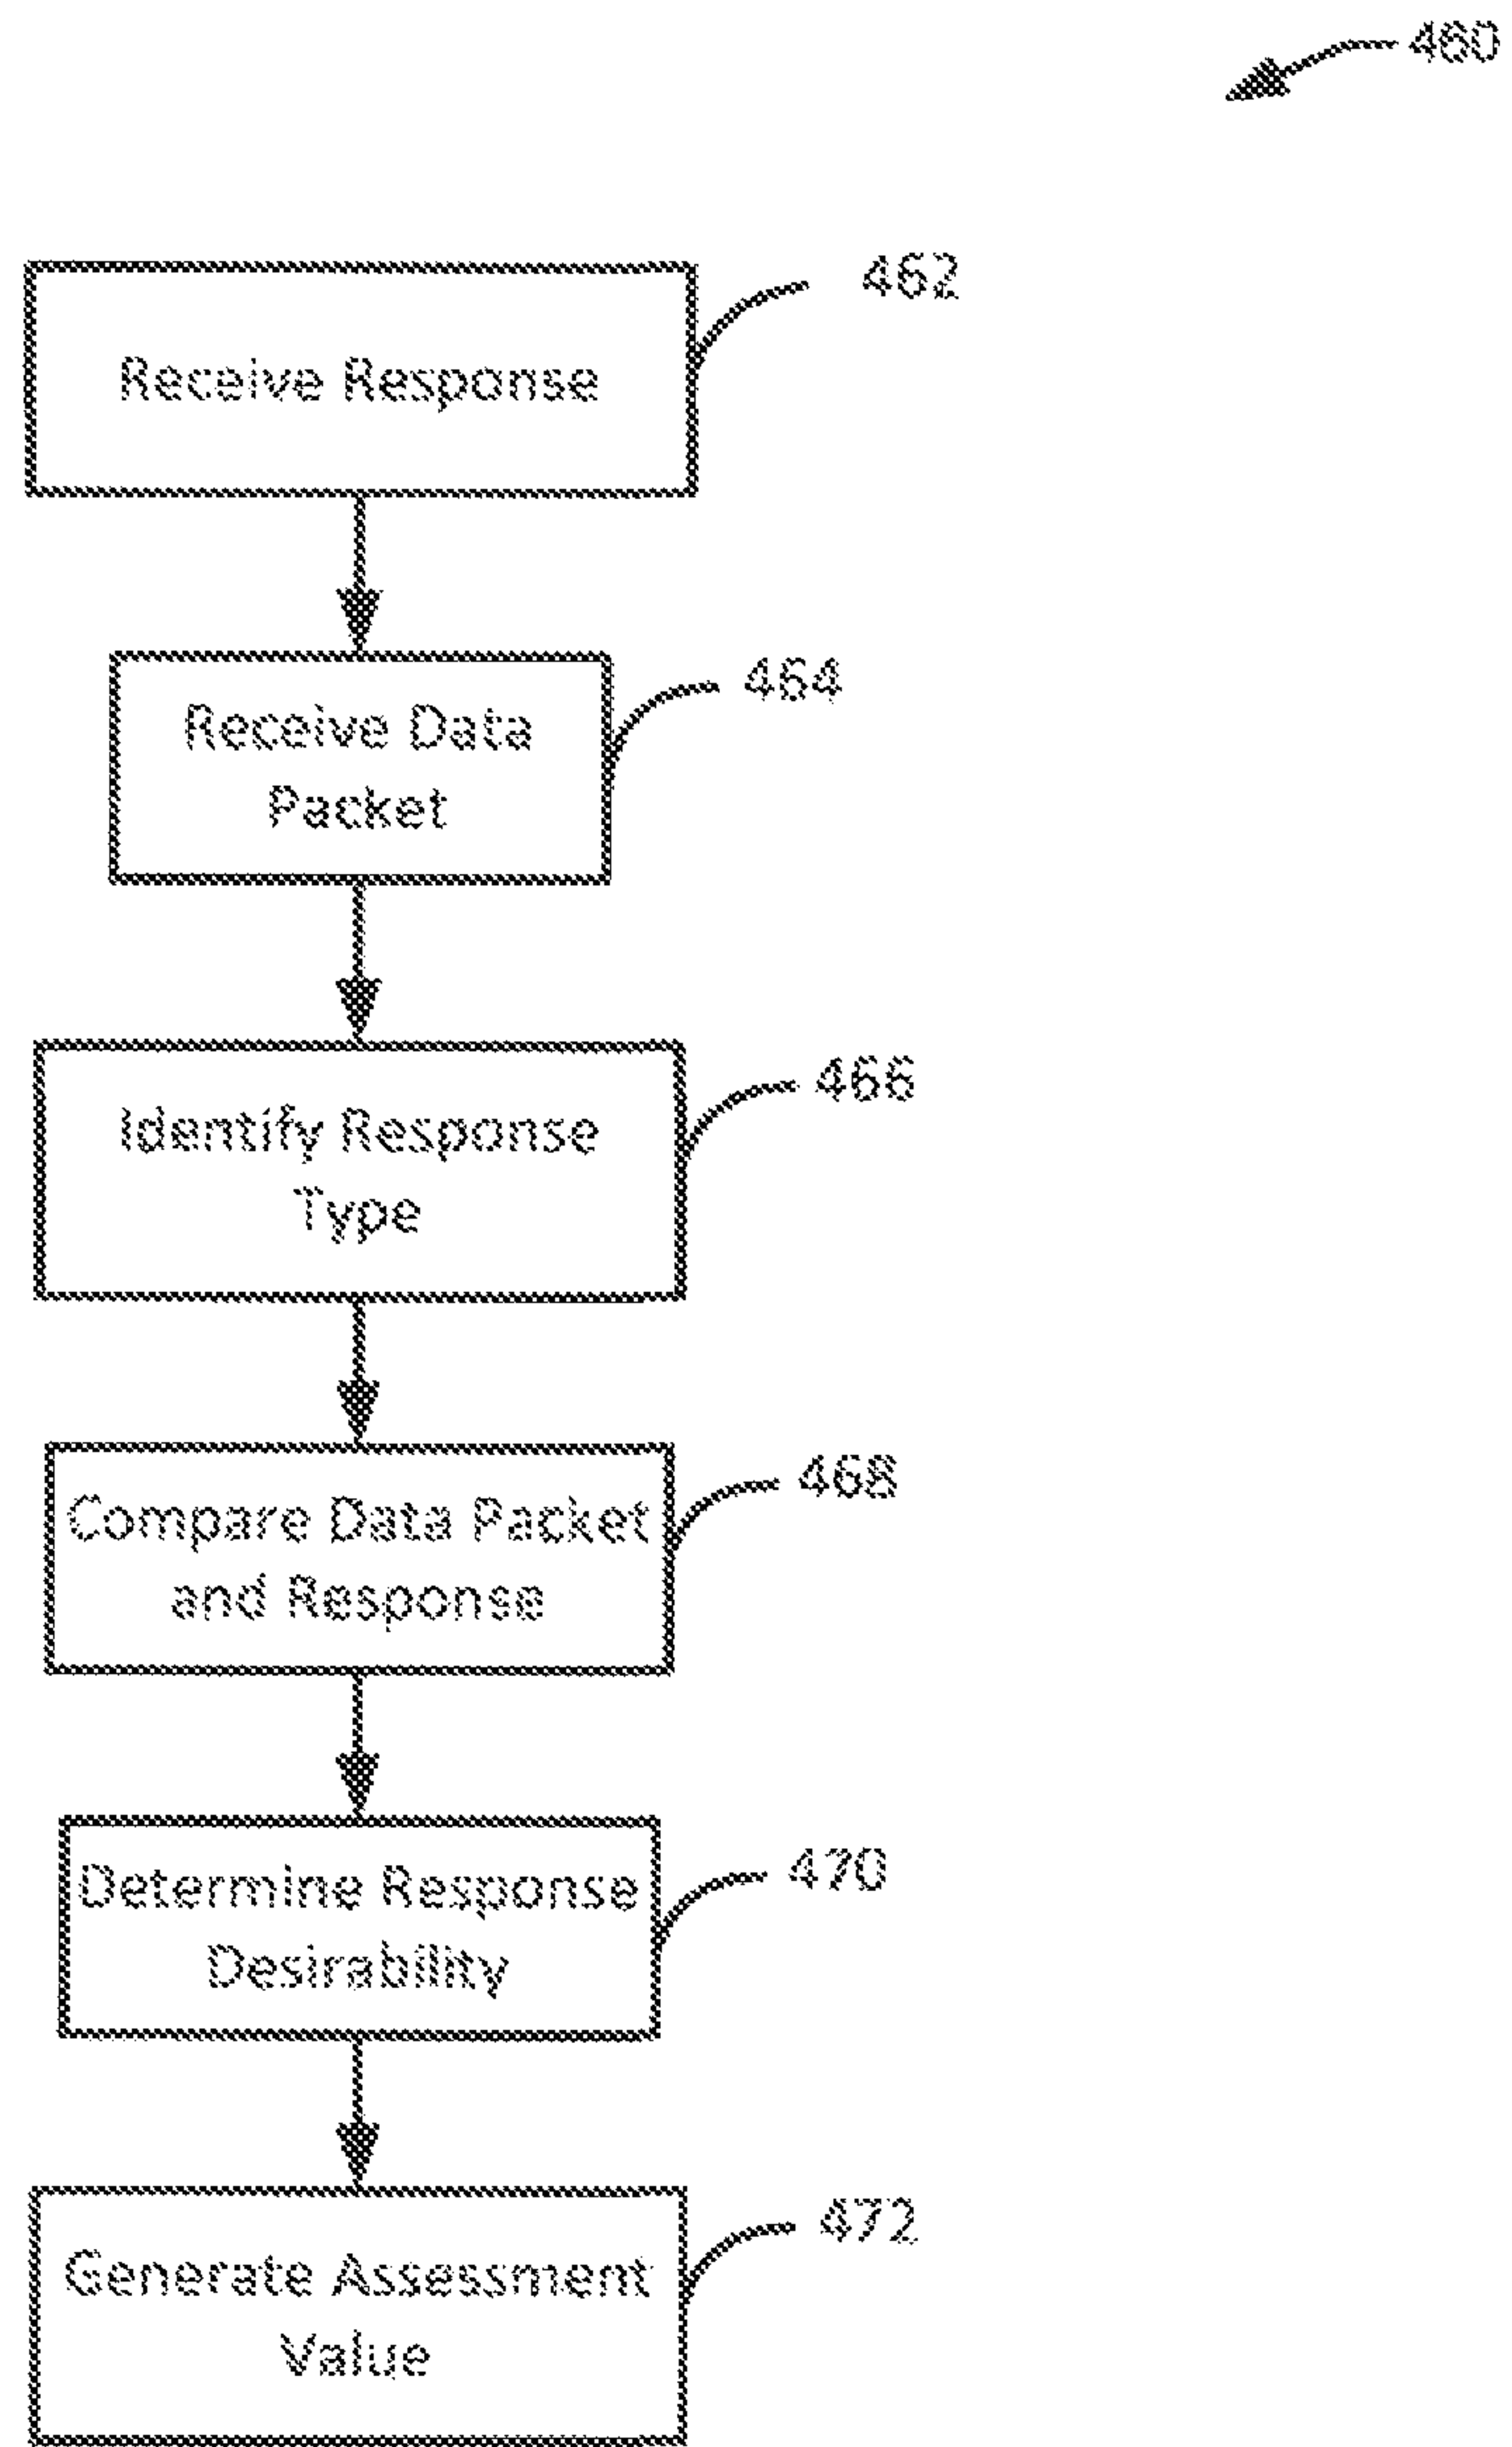 460
462
Receive Response
464
Receive Data
Packet
466
Identify Response
Type
468
Compare Data Packet
and Response
470
Determine Response
Desirability
472
Generate Assessment
Value